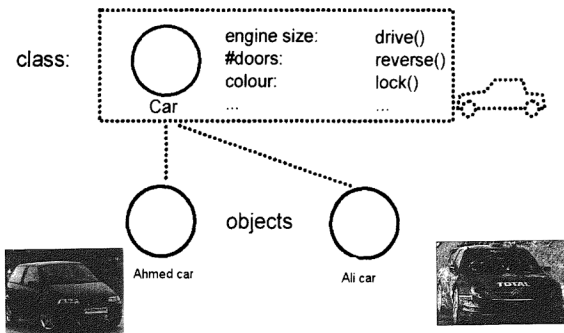 class:
engine size: drive()
#doors: reverse()
colour: lock()
... ...
Car
objects
Ahmed car
Ali car
TOTAL